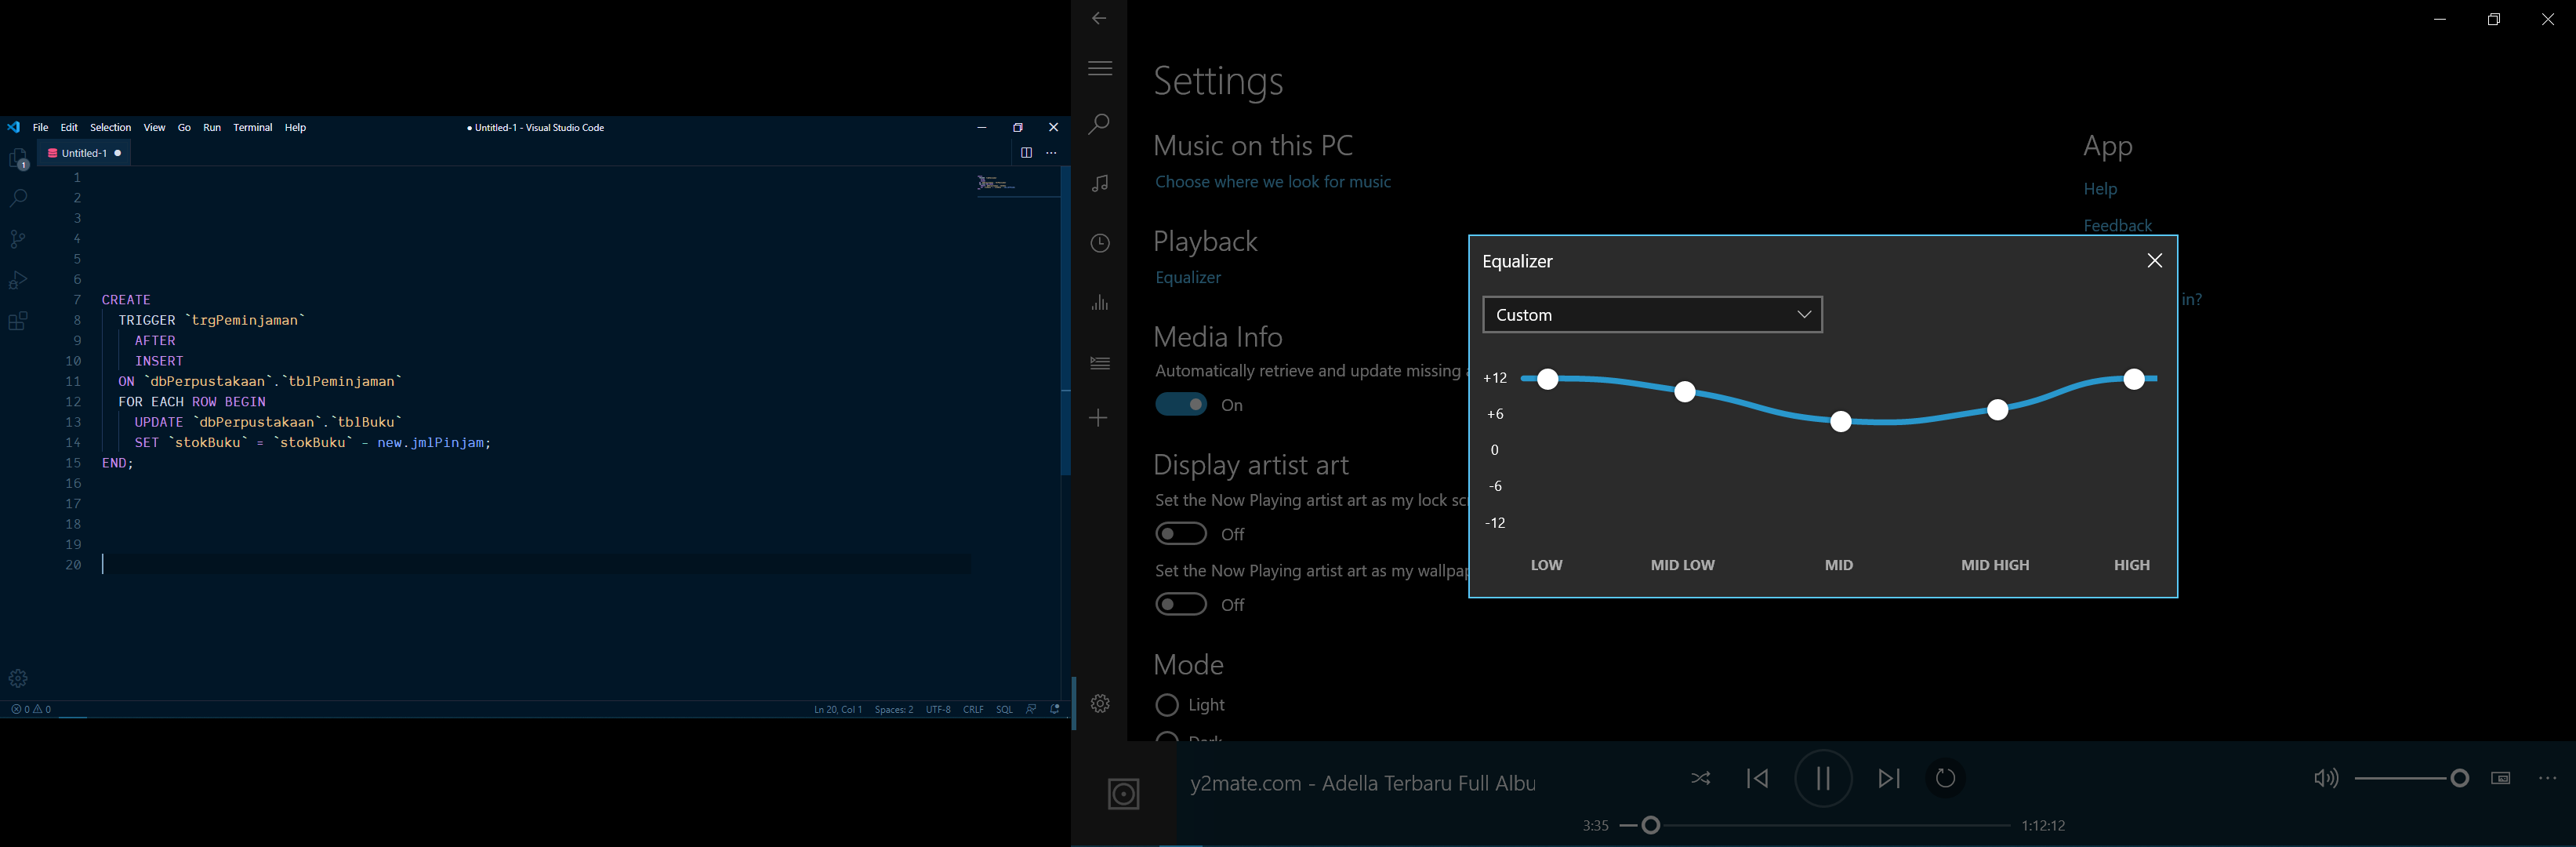 File Edit Selection View Go Run Terminal Help
● Untitled-1 - Visual Studio Code
1
Untitled-1 ●
1
2
3
4
5
6
7 CREATE
8 TRIGGER `trgPeminjaman`
9 AFTER
10 INSERT
11 ON `dbPerpustakaan`.`tblPeminjaman`
12 FOR EACH ROW BEGIN
13 UPDATE `dbPerpustakaan`.`tblBuku`
14 SET `stokBuku` = `stokBuku` - new.jmlPinjam;
15 END;
16
17
18
19
20
0 0
Ln 20, Col 1 Spaces: 2 UTF-8 CRLF SQL
Settings
Music on this PC
Choose where we look for music
Playback
Equalizer
Media Info
Automatically retrieve and update missing
On
Display artist art
Set the Now Playing artist art as my lock sc
Off
Set the Now Playing artist art as my wallpap
Off
Mode
Light
Dark
App
Help
Feedback
in?
Equalizer
Custom
+12
+6
0
-6
-12
LOW MID LOW MID MID HIGH HIGH
y2mate.com - Adella Terbaru Full Albu
3:35
1:12:12